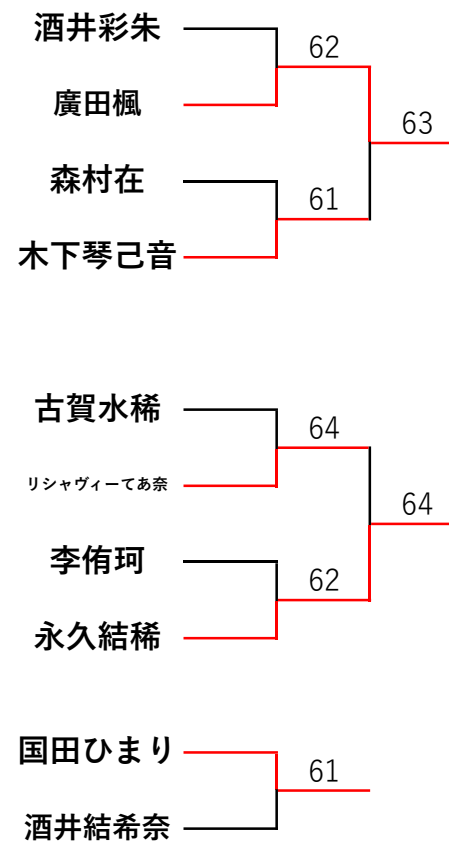 酒井彩朱
62
廣田楓
63
森村在
61
木下琴己音
古賀水稀
64
リシャヴィーてあ奈
64
李侑珂
62
永久結稀
国田ひまり
61
酒井結希奈